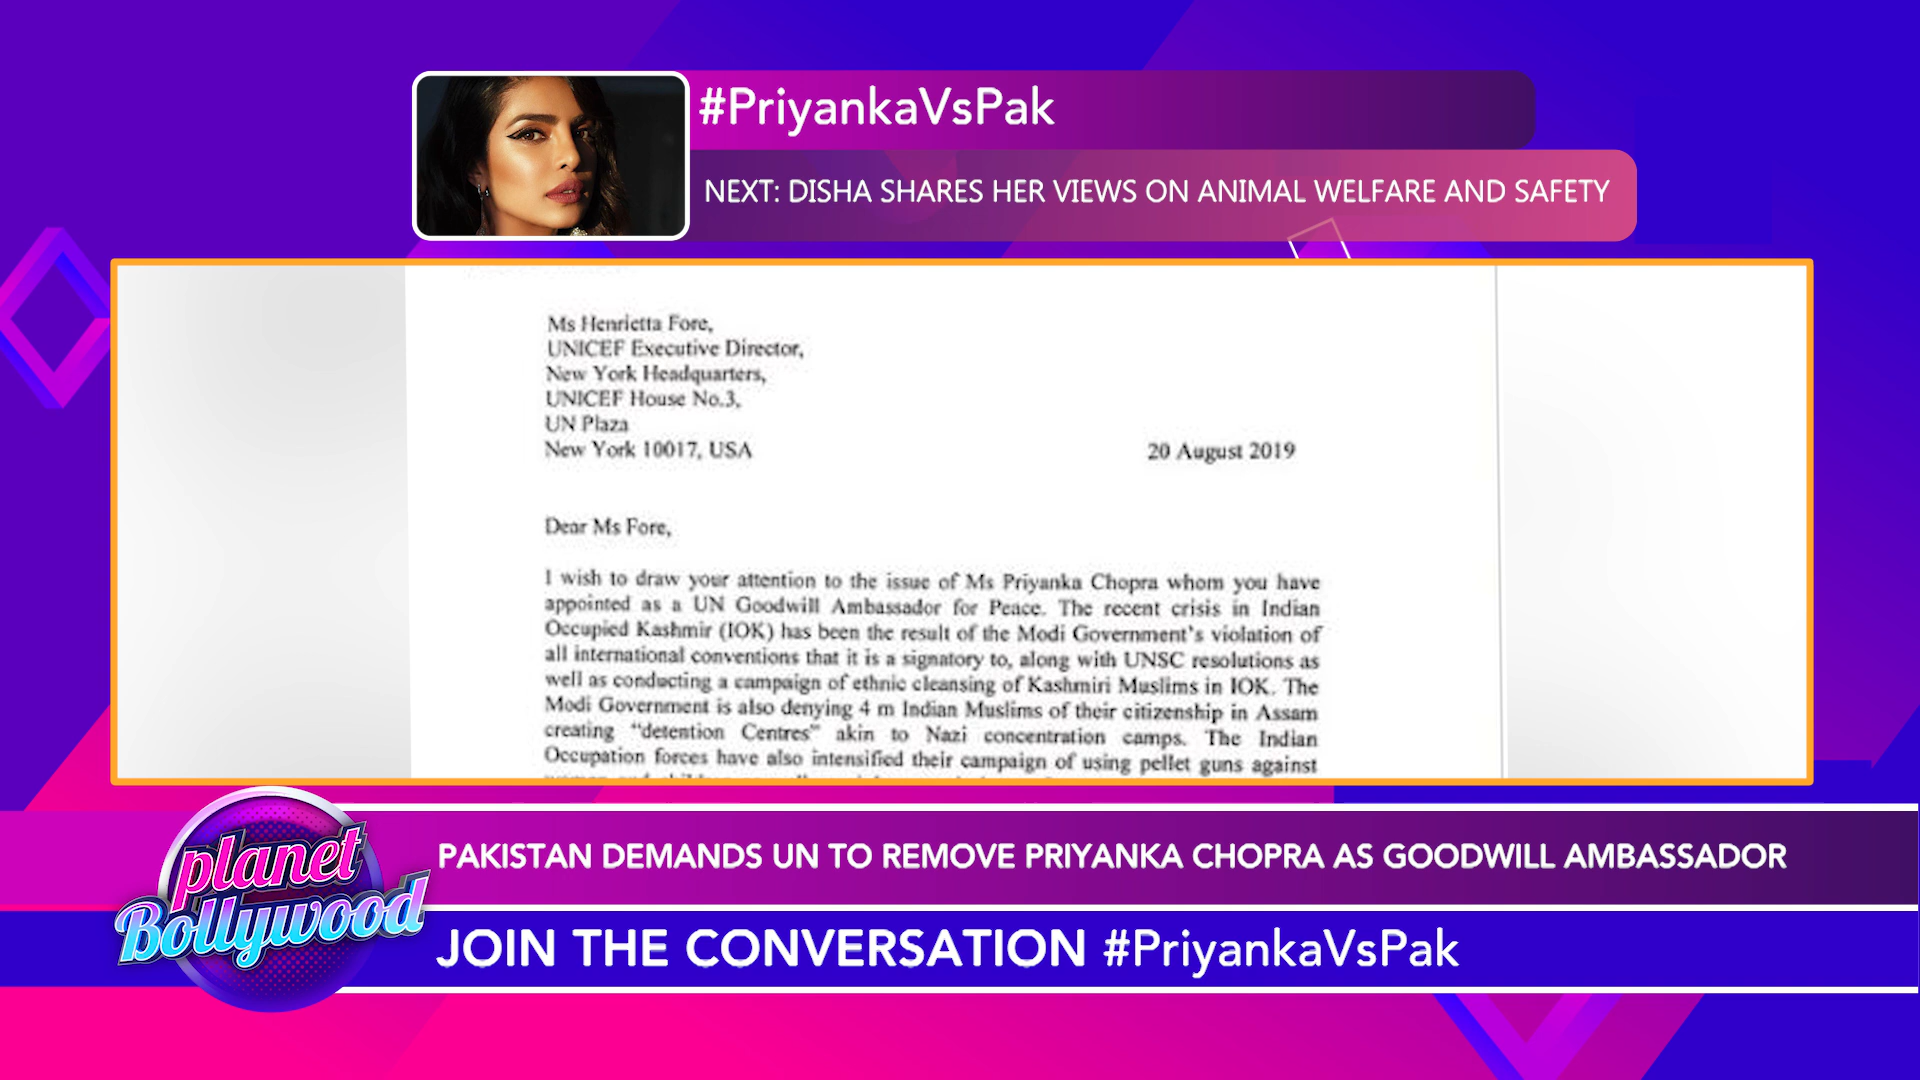 #PriyankaVsPak
NEXT: DISHA SHARES HER VIEWS ON ANIMAL WELFARE AND SAFETY
Ms Henrietta Fore,
UNICEF Executive Director,
New York Headquarters,
UNICEF House No.3,
UN Plaza
New York 10017, USA
20 August 2019
Dear Ms Fore,
I wish to draw your attention to the issue of Ms Priyanka Chopra whom you have
appointed as a UN Goodwill Ambassador for Peace. The recent crisis in Indian
Occupied Kashmir (IOK) has been the result of the Modi Government's violation of
all international conventions that it is a signatory to, along with UNSC resolutions as
well as conducting a campaign of ethnic cleansing of Kashmiri Muslims in IOK. The
Modi Government is also denying 4 m Indian Muslims of their citizenship in Assam
creating "detention Centres" akin to Nazi concentration camps. The Indian
Occupation forces have also intensified their campaign of using pellet guns against
planet
Bollywood
PAKISTAN DEMANDS UN TO REMOVE PRIYANKA CHOPRA AS GOODWILL AMBASSADOR
JOIN THE CONVERSATION #PriyankaVsPak